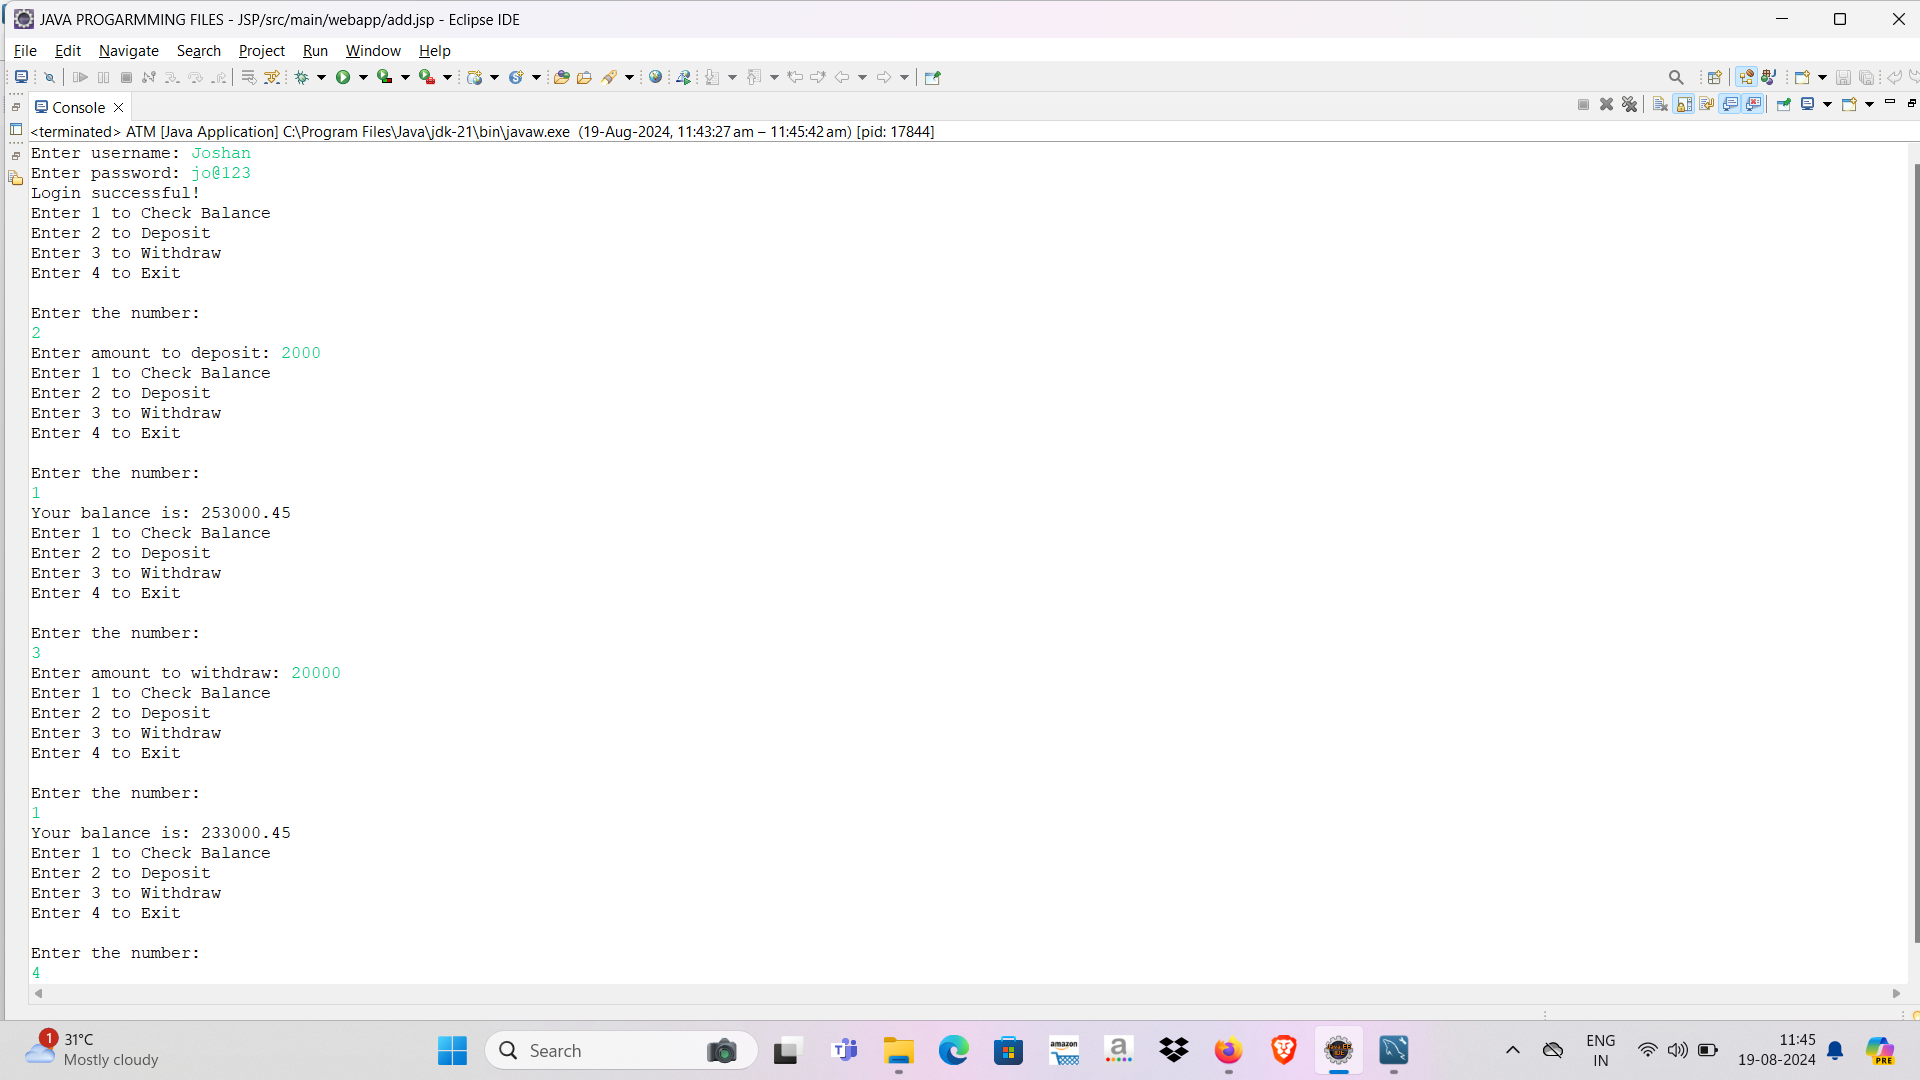 JAVA PROGARMMING FILES - JSP/src/main/webapp/add.jsp - Eclipse IDE
File Edit Navigate Search Project Run Window Help
Console
<terminated> ATM [Java Application] C:\Program Files\Java\jdk-21\bin\javaw.exe (19-Aug-2024, 11:43:27 am – 11:45:42 am) [pid: 17844]
Enter username: Joshan
Enter password: jo@123
Login successful!
Enter 1 to Check Balance
Enter 2 to Deposit
Enter 3 to Withdraw
Enter 4 to Exit
Enter the number:
2
Enter amount to deposit: 2000
Enter 1 to Check Balance
Enter 2 to Deposit
Enter 3 to Withdraw
Enter 4 to Exit
Enter the number:
1
Your balance is: 253000.45
Enter 1 to Check Balance
Enter 2 to Deposit
Enter 3 to Withdraw
Enter 4 to Exit
Enter the number:
3
Enter amount to withdraw: 20000
Enter 1 to Check Balance
Enter 2 to Deposit
Enter 3 to Withdraw
Enter 4 to Exit
Enter the number:
1
Your balance is: 233000.45
Enter 1 to Check Balance
Enter 2 to Deposit
Enter 3 to Withdraw
Enter 4 to Exit
Enter the number:
4
1 31°C
Mostly cloudy
Search
amazon
a
ENG
IN
11:45
19-08-2024
PRE